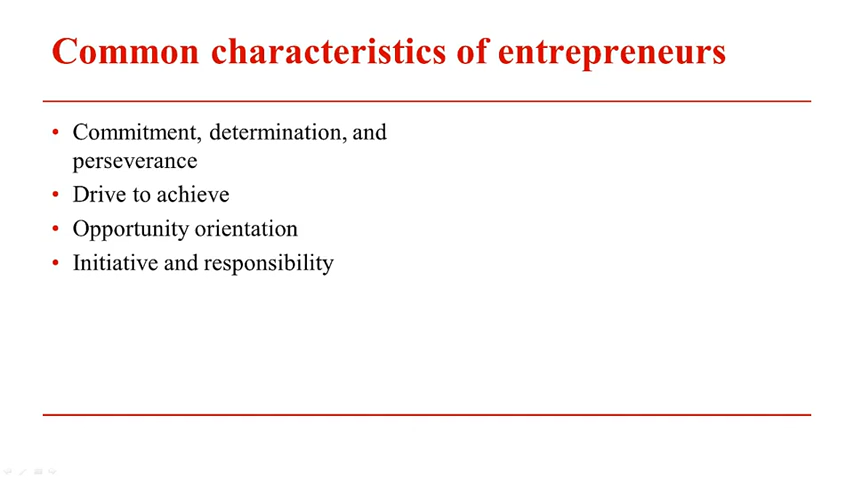 Common characteristics of entrepreneurs
• Commitment, determination, and
perseverance
• Drive to achieve
• Opportunity orientation
• Initiative and responsibility